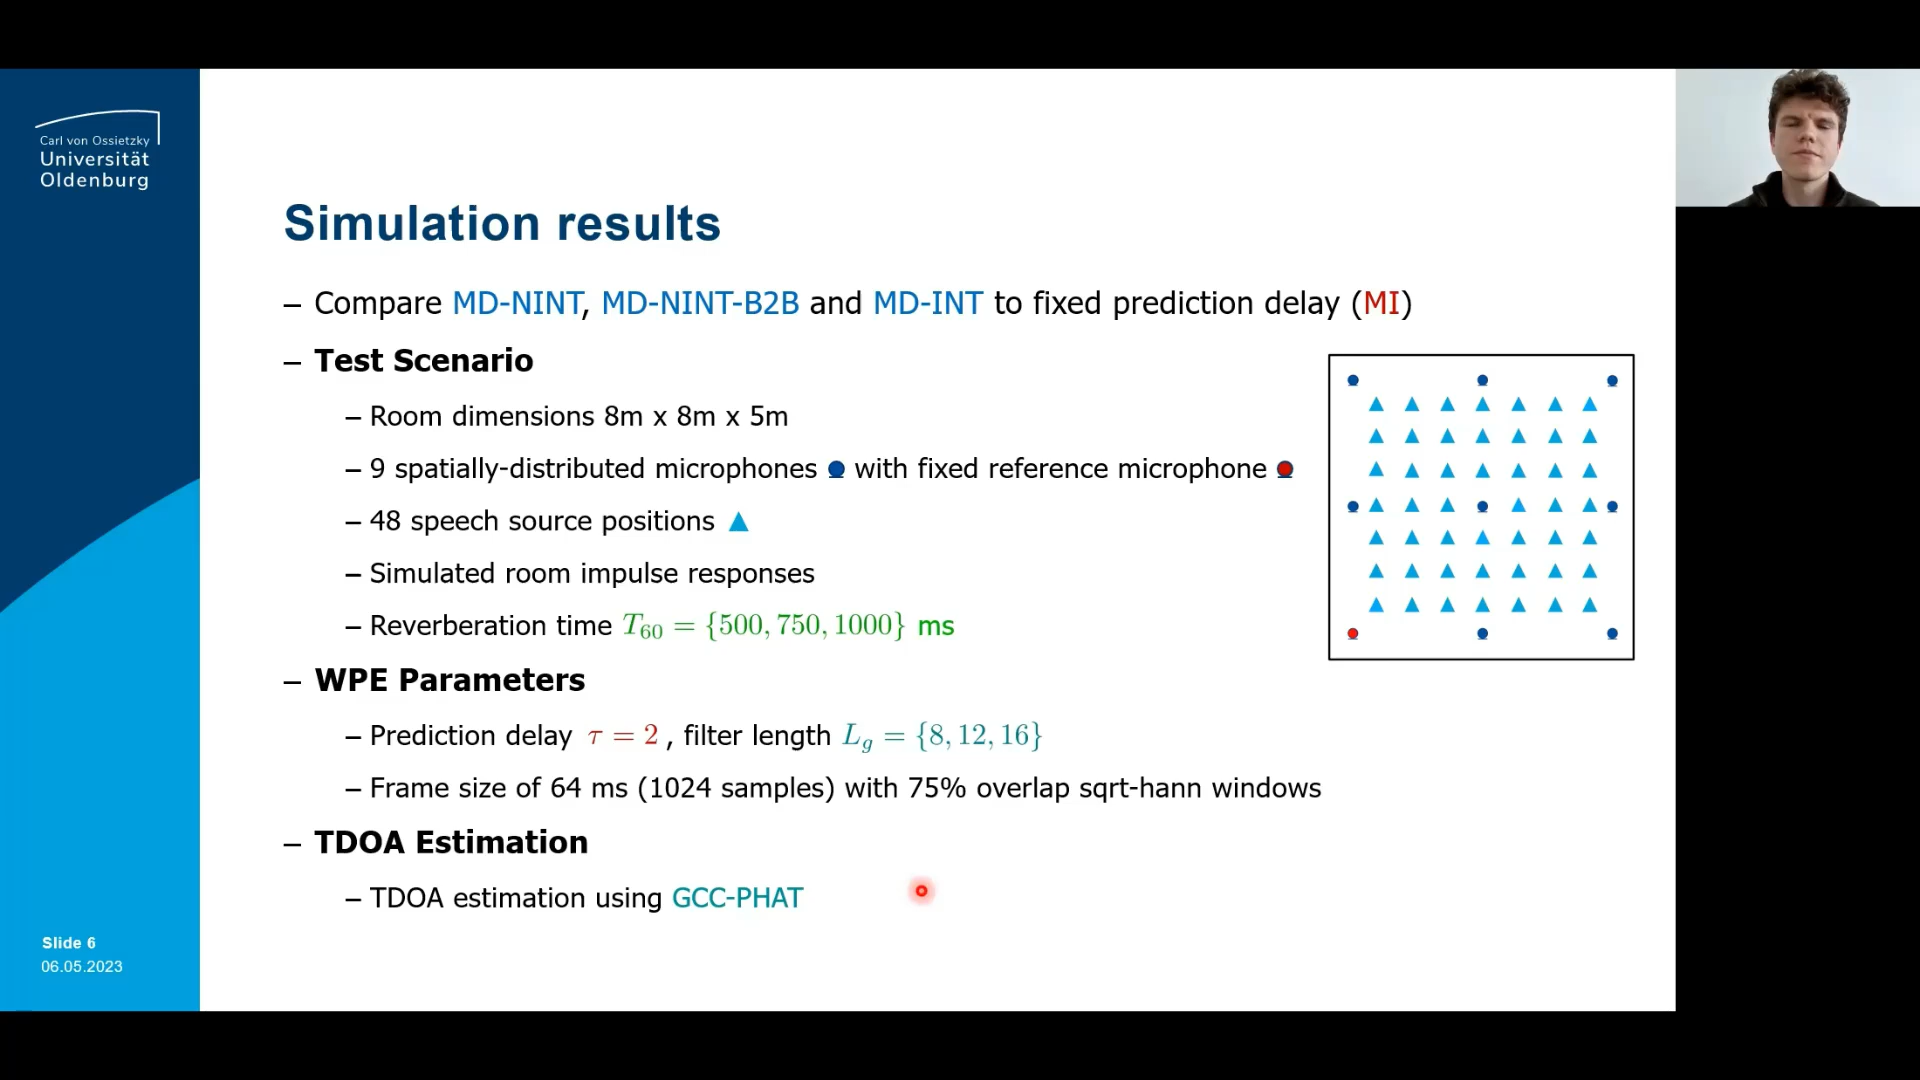 Carl von Ossietzky
Universität
Oldenburg
Simulation results
– Compare MD-NINT, MD-NINT-B2B and MD-INT to fixed prediction delay (MI)
– Test Scenario
– Room dimensions 8m x 8m x 5m
– 9 spatially-distributed microphones with fixed reference microphone
– 48 speech source positions
– Simulated room impulse responses
– Reverberation time T₆₀ = {500, 750, 1000} ms
– WPE Parameters
– Prediction delay τ = 2 , filter length L_g = {8, 12, 16}
– Frame size of 64 ms (1024 samples) with 75% overlap sqrt-hann windows
– TDOA Estimation
– TDOA estimation using GCC-PHAT
Slide 6
06.05.2023